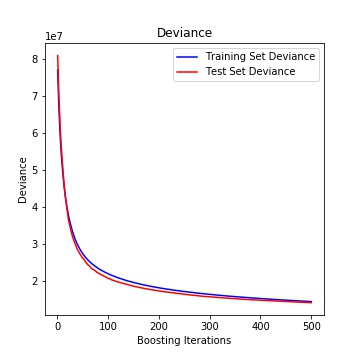 Deviance
1e7
Training Set Deviance
Test Set Deviance
8
7
6
5
4
3
2
Deviance
0 100 200 300 400 500
Boosting Iterations